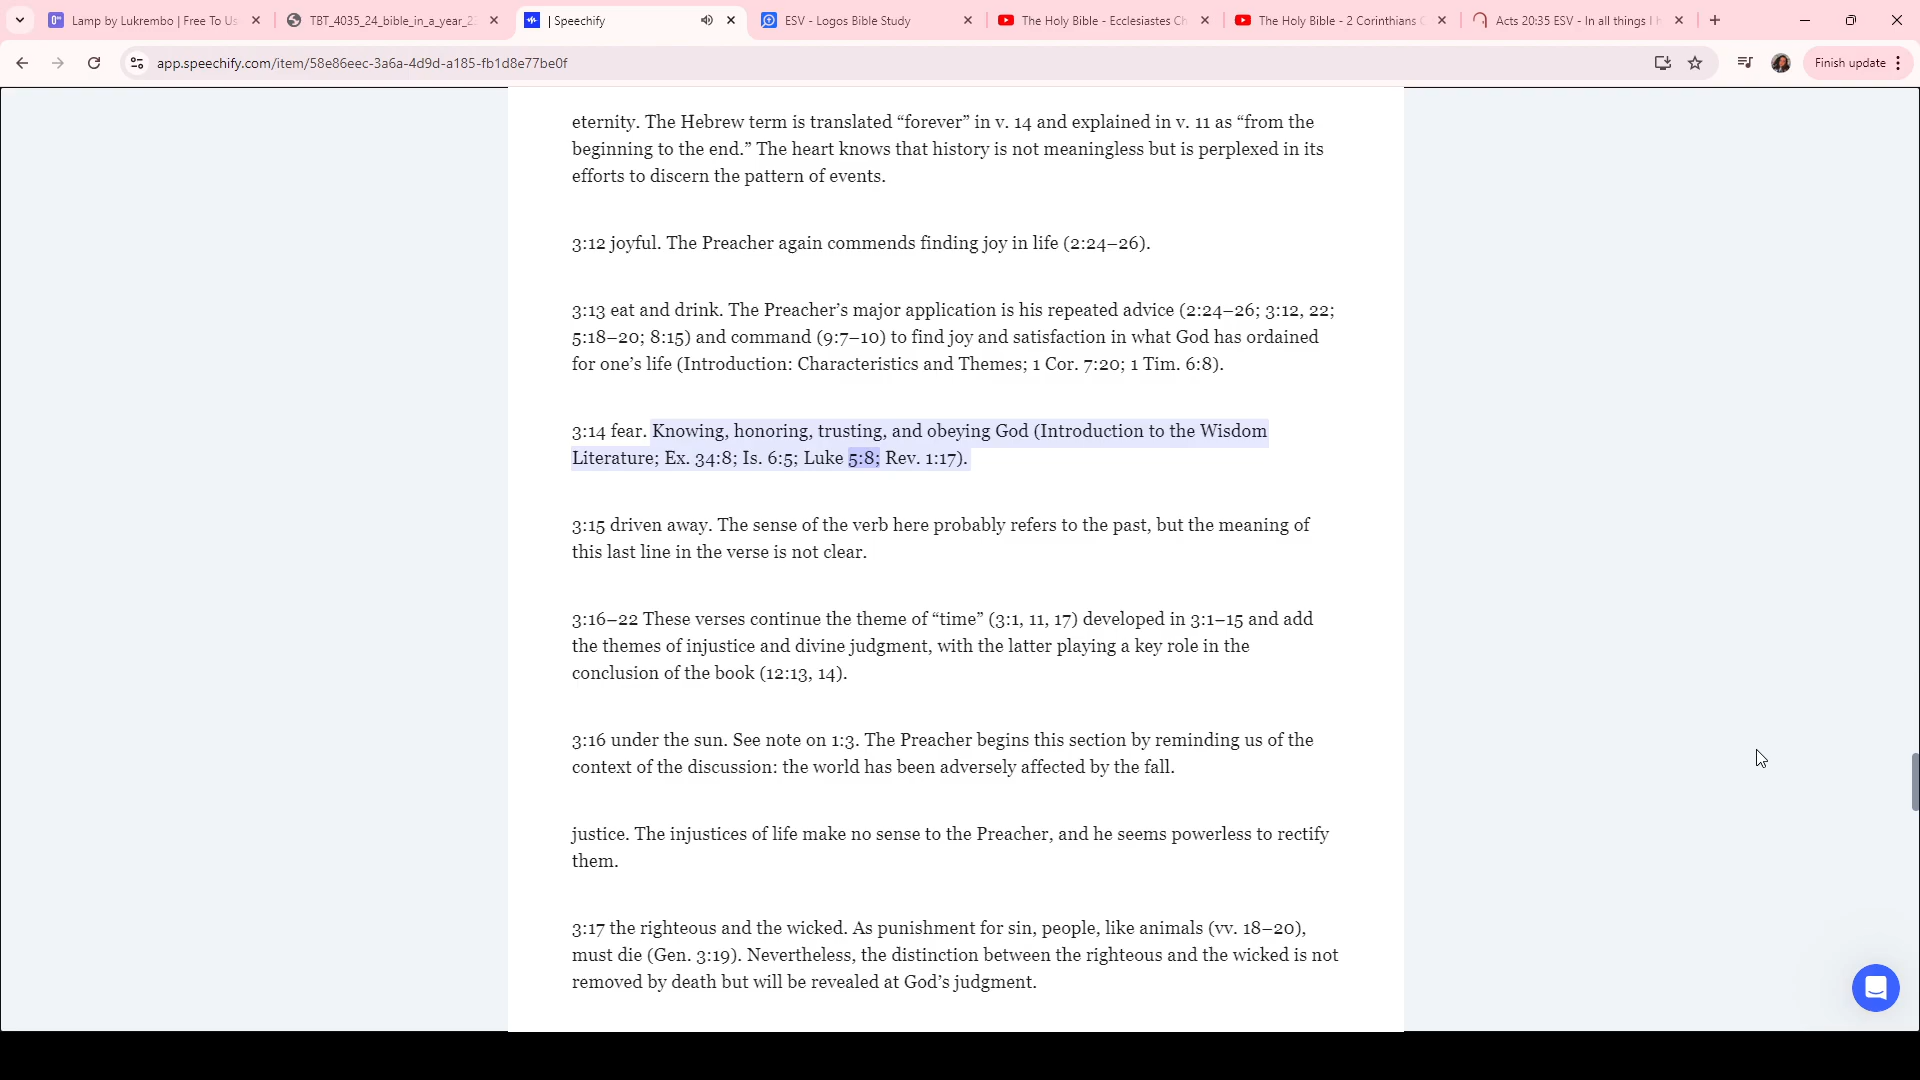 Lamp by Lukrembo | Free To Us
TBT_4035_24_bible_in_a_year_2
| Speechify
ESV - Logos Bible Study
The Holy Bible - Ecclesiastes Ch
The Holy Bible - 2 Corinthians C
Acts 20:35 ESV - In all things I h
app.speechify.com/item/58e86eec-3a6a-4d9d-a185-fb1d8e77be0f
Finish update
eternity. The Hebrew term is translated “forever” in v. 14 and explained in v. 11 as “from the
beginning to the end.” The heart knows that history is not meaningless but is perplexed in its
efforts to discern the pattern of events.
3:12 joyful. The Preacher again commends finding joy in life (2:24–26).
3:13 eat and drink. The Preacher’s major application is his repeated advice (2:24–26; 3:12, 22;
5:18–20; 8:15) and command (9:7–10) to find joy and satisfaction in what God has ordained
for one’s life (Introduction: Characteristics and Themes; 1 Cor. 7:20; 1 Tim. 6:8).
3:14 fear. Knowing, honoring, trusting, and obeying God (Introduction to the Wisdom
Literature; Ex. 34:8; Is. 6:5; Luke 5:8; Rev. 1:17).
3:15 driven away. The sense of the verb here probably refers to the past, but the meaning of
this last line in the verse is not clear.
3:16–22 These verses continue the theme of “time” (3:1, 11, 17) developed in 3:1–15 and add
the themes of injustice and divine judgment, with the latter playing a key role in the
conclusion of the book (12:13, 14).
3:16 under the sun. See note on 1:3. The Preacher begins this section by reminding us of the
context of the discussion: the world has been adversely affected by the fall.
justice. The injustices of life make no sense to the Preacher, and he seems powerless to rectify
them.
3:17 the righteous and the wicked. As punishment for sin, people, like animals (vv. 18–20),
must die (Gen. 3:19). Nevertheless, the distinction between the righteous and the wicked is not
removed by death but will be revealed at God’s judgment.